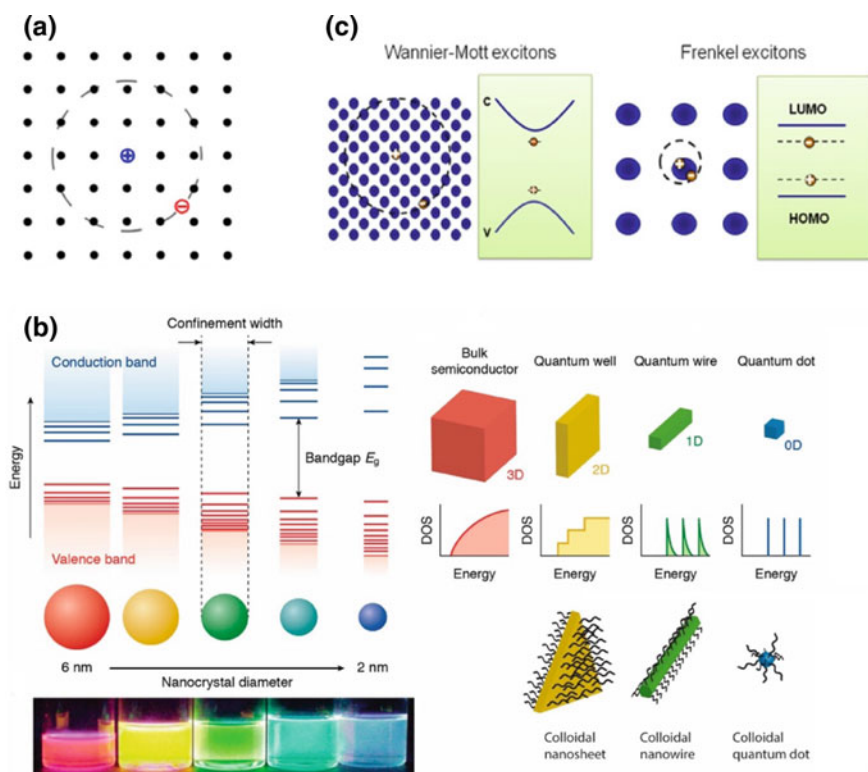 (a)
(c)
Wannier-Mott excitons
Frenkel excitons
C
V
LUMO
HOMO
(b)
Confinement width
Conduction band
Energy
Bandgap Eg
Valence band
6 nm
2 nm
Nanocrystal diameter
Bulk
semiconductor
Quantum well
Quantum wire
Quantum dot
3D
2D
1D
0D
DOS
Energy
DOS
Energy
DOS
Energy
DOS
Energy
Colloidal
nanosheet
Colloidal
nanowire
Colloidal
quantum dot